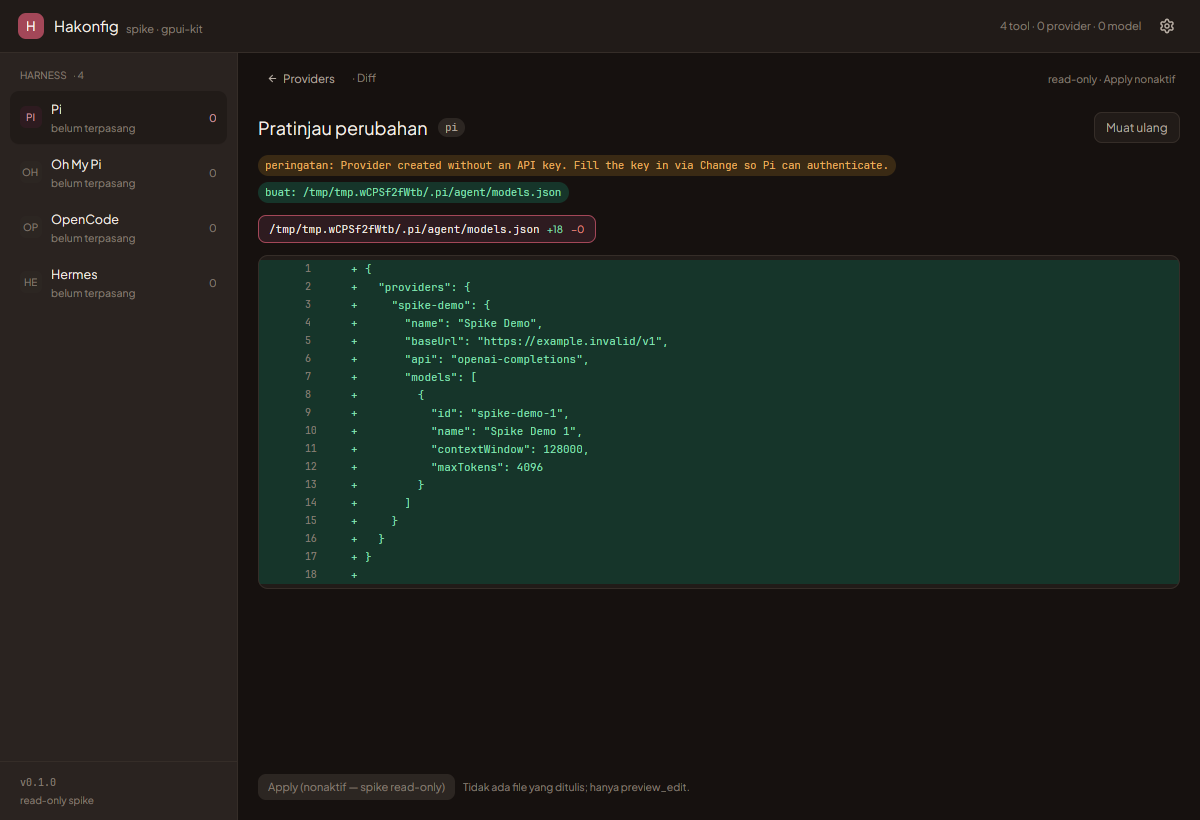 H Hakonfig spike · gpui-kit
4 tool · 0 provider · 0 model
HARNESS · 4
PI Pi 0
belum terpasang
OH Oh My Pi 0
belum terpasang
OP OpenCode 0
belum terpasang
HE Hermes 0
belum terpasang
v0.1.0
read-only spike
← Providers · Diff
read-only · Apply nonaktif
Pratinjau perubahan pi
Muat ulang
peringatan: Provider created without an API key. Fill the key in via Change so Pi can authenticate.
buat: /tmp/tmp.wCPSf2fWtb/.pi/agent/models.json
/tmp/tmp.wCPSf2fWtb/.pi/agent/models.json +18 −0
1 + {
2 + "providers": {
3 + "spike-demo": {
4 + "name": "Spike Demo",
5 + "baseUrl": "https://example.invalid/v1",
6 + "api": "openai-completions",
7 + "models": [
8 + {
9 + "id": "spike-demo-1",
10 + "name": "Spike Demo 1",
11 + "contextWindow": 128000,
12 + "maxTokens": 4096
13 + }
14 + ]
15 + }
16 + }
17 + }
18 +
Apply (nonaktif — spike read-only) Tidak ada file yang ditulis; hanya preview_edit.